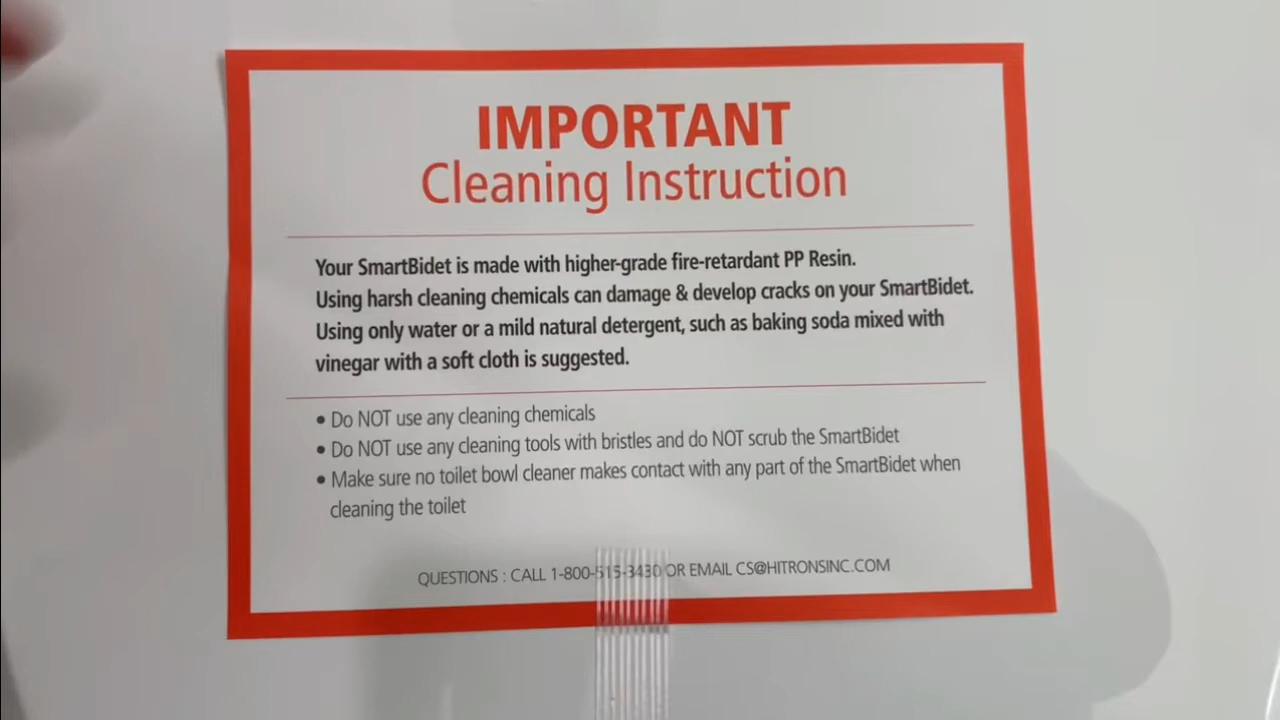 IMPORTANT
Cleaning Instruction
Your SmartBidet is made with higher-grade fire-retardant PP Resin.
Using harsh cleaning chemicals can damage & develop cracks on your SmartBidet.
Using only water or a mild natural detergent, such as baking soda mixed with
vinegar with a soft cloth is suggested.
• Do NOT use any cleaning chemicals
• Do NOT use any cleaning tools with bristles and do NOT scrub the SmartBidet
• Make sure no toilet bowl cleaner makes contact with any part of the SmartBidet when
cleaning the toilet
QUESTIONS : CALL 1-800-515-3430 OR EMAIL CS@HITRONSINC.COM